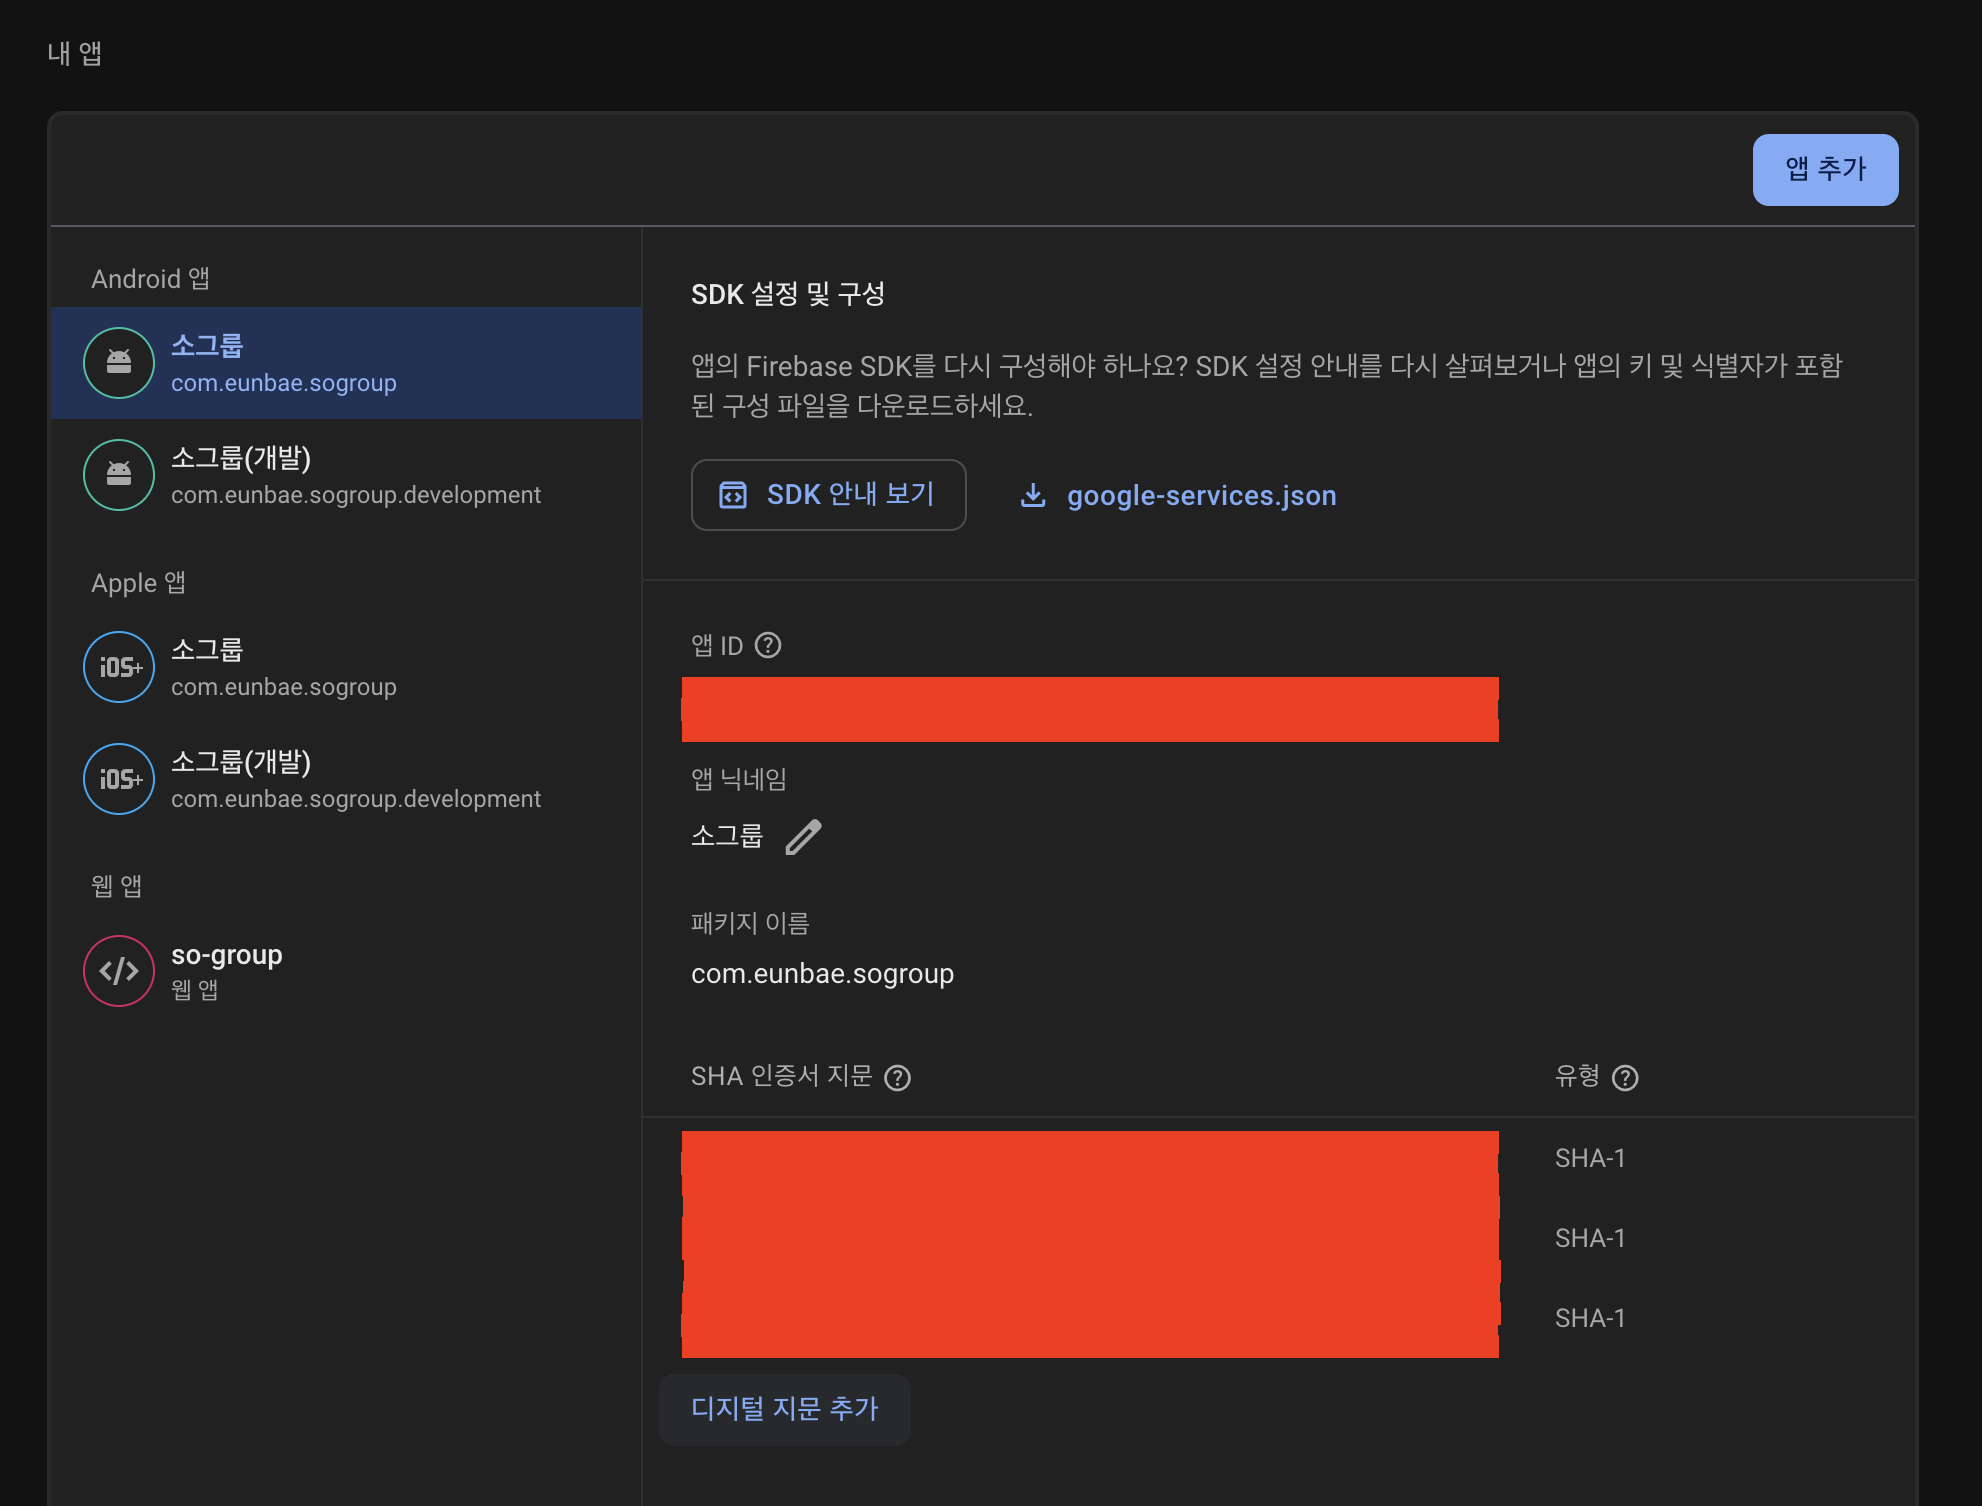 내 앱
앱 추가
Android 앱
소그룹
com.eunbae.sogroup
소그룹(개발)
com.eunbae.sogroup.development
Apple 앱
iOS+
소그룹
com.eunbae.sogroup
iOS+
소그룹(개발)
com.eunbae.sogroup.development
웹 앱
so-group
웹 앱
SDK 설정 및 구성
앱의 Firebase SDK를 다시 구성해야 하나요? SDK 설정 안내를 다시 살펴보거나 앱의 키 및 식별자가 포함
된 구성 파일을 다운로드하세요.
SDK 안내 보기
google-services.json
앱 ID
앱 닉네임
소그룹
패키지 이름
com.eunbae.sogroup
SHA 인증서 지문
유형
SHA-1
SHA-1
SHA-1
디지털 지문 추가